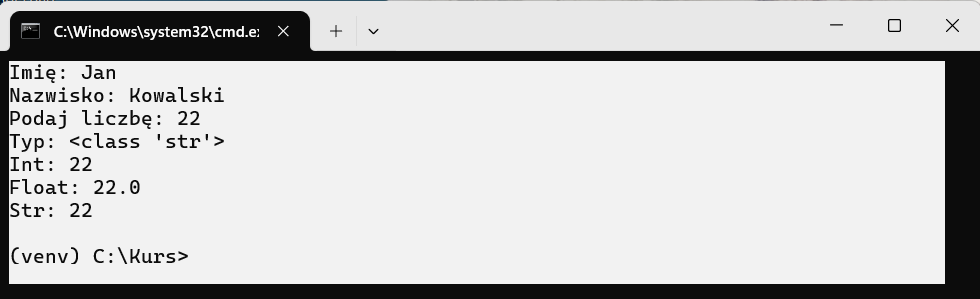 C:\Windows\system32\cmd.e
Imię: Jan
Nazwisko: Kowalski
Podaj liczbę: 22
Typ: <class 'str'>
Int: 22
Float: 22.0
Str: 22
(venv) C:\Kurs>